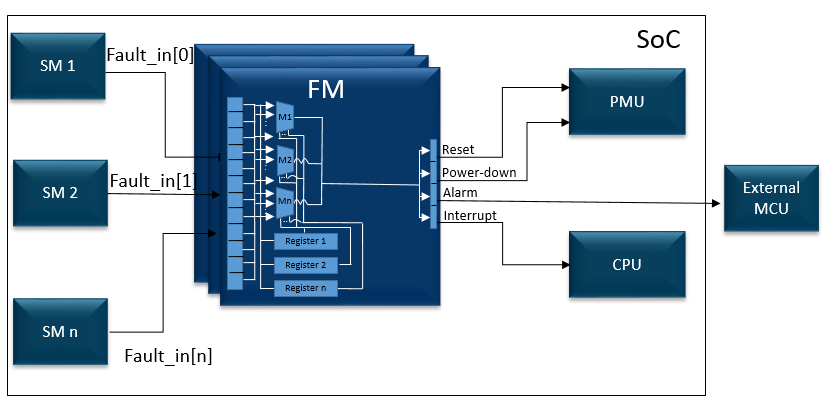 SoC
SM 1
Fault_in[0]
FM
PMU
M1
M2
Mn
Reset
Power-down
Alarm
Interrupt
SM 2
Fault_in[1]
External
MCU
Register 1
Register 2
Register n
CPU
SM n
Fault_in[n]